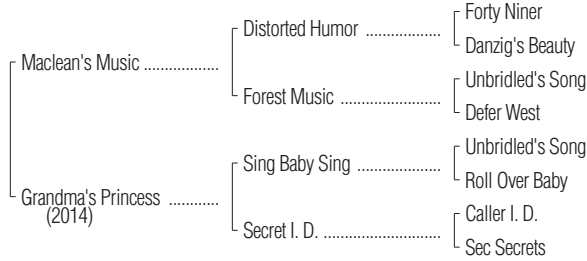 Forty Niner
Distorted Humor ..................
Danzig's Beauty
Maclean's Music ..................
Unbridled's Song
Forest Music ........................
Defer West
Unbridled's Song
Sing Baby Sing ....................
Roll Over Baby
Grandma's Princess ............
(2014)
Caller I. D.
Secret I. D. ............................
Sec Secrets